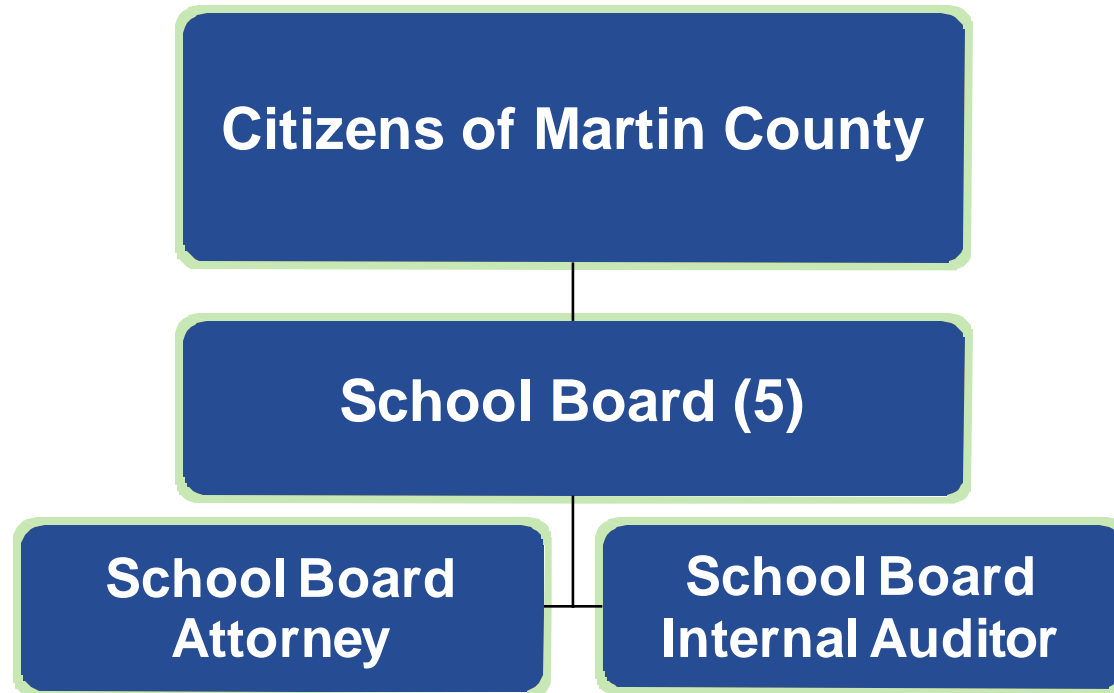 Citizens of Martin County
School Board (5)
School Board
Attorney
School Board
Internal Auditor